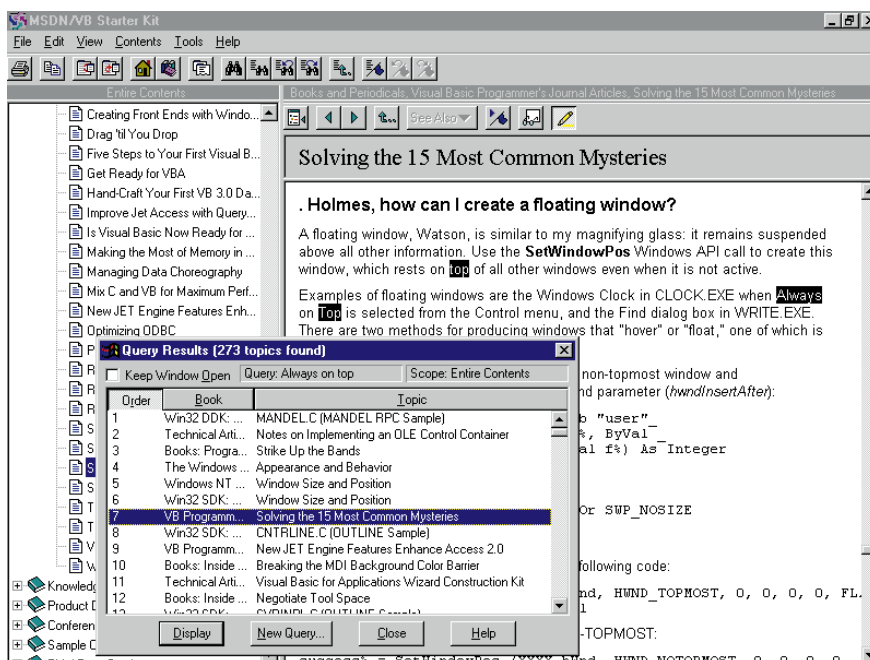 MSDN/VB Starter Kit
File Edit View Contents Tools Help
Entire Contents
Books and Periodicals, Visual Basic Programmer's Journal Articles, Solving the 15 Most Common Mysteries
Creating Front Ends with Windo...
Drag 'til You Drop
Five Steps to Your First Visual B...
Get Ready for VBA
Hand-Craft Your First VB 3.0 Da...
Improve Jet Access with Query...
Is Visual Basic Now Ready for ...
Making the Most of Memory in ...
Managing Data Choreography
Mix C and VB for Maximum Perf...
New JET Engine Features Enh...
Optimizing ODBC
P
R
R
R
S
S
S
S
T
T
V
W
Knowled
Product D
Conferen
Sample C
See Also
Solving the 15 Most Common Mysteries
. Holmes, how can I create a floating window?
A floating window, Watson, is similar to my magnifying glass: it remains suspended
above all other information. Use the SetWindowPos Windows API call to create this
window, which rests on top of all other windows even when it is not active.
Examples of floating windows are the Windows Clock in CLOCK.EXE when Always
on Top is selected from the Control menu, and the Find dialog box in WRITE.EXE.
There are two methods for producing windows that "hover" or "float," one of which is
non-topmost window and
nd parameter (hwndInsertAfter):
b "user"_
%, ByVal _
al f%) As Integer
Or SWP_NOSIZE
following code:
nd, HWND_TOPMOST, 0, 0, 0, 0, FL.
-TOPMOST:
success% = SetWindowPos hWnd, HWND_NOTOPMOST, 0, 0, 0, 0
Query Results (273 topics found)
Keep Window Open Query: Always on top Scope: Entire Contents
Order Book Topic
1 Win32 DDK: ... MANDEL.C (MANDEL RPC Sample)
2 Technical Arti... Notes on Implementing an OLE Control Container
3 Books: Progra... Strike Up the Bands
4 The Windows ... Appearance and Behavior
5 Windows NT ... Window Size and Position
6 Win32 SDK: ... Window Size and Position
7 VB Programm... Solving the 15 Most Common Mysteries
8 Win32 SDK: ... CNTRLINE.C (OUTLINE Sample)
9 VB Programm... New JET Engine Features Enhance Access 2.0
10 Books: Inside ... Breaking the MDI Background Color Barrier
11 Technical Arti... Visual Basic for Applications Wizard Construction Kit
12 Books: Inside ... Negotiate Tool Space
13 Win32 SDK: ... (OUTLINE Sample)
Display New Query... Close Help